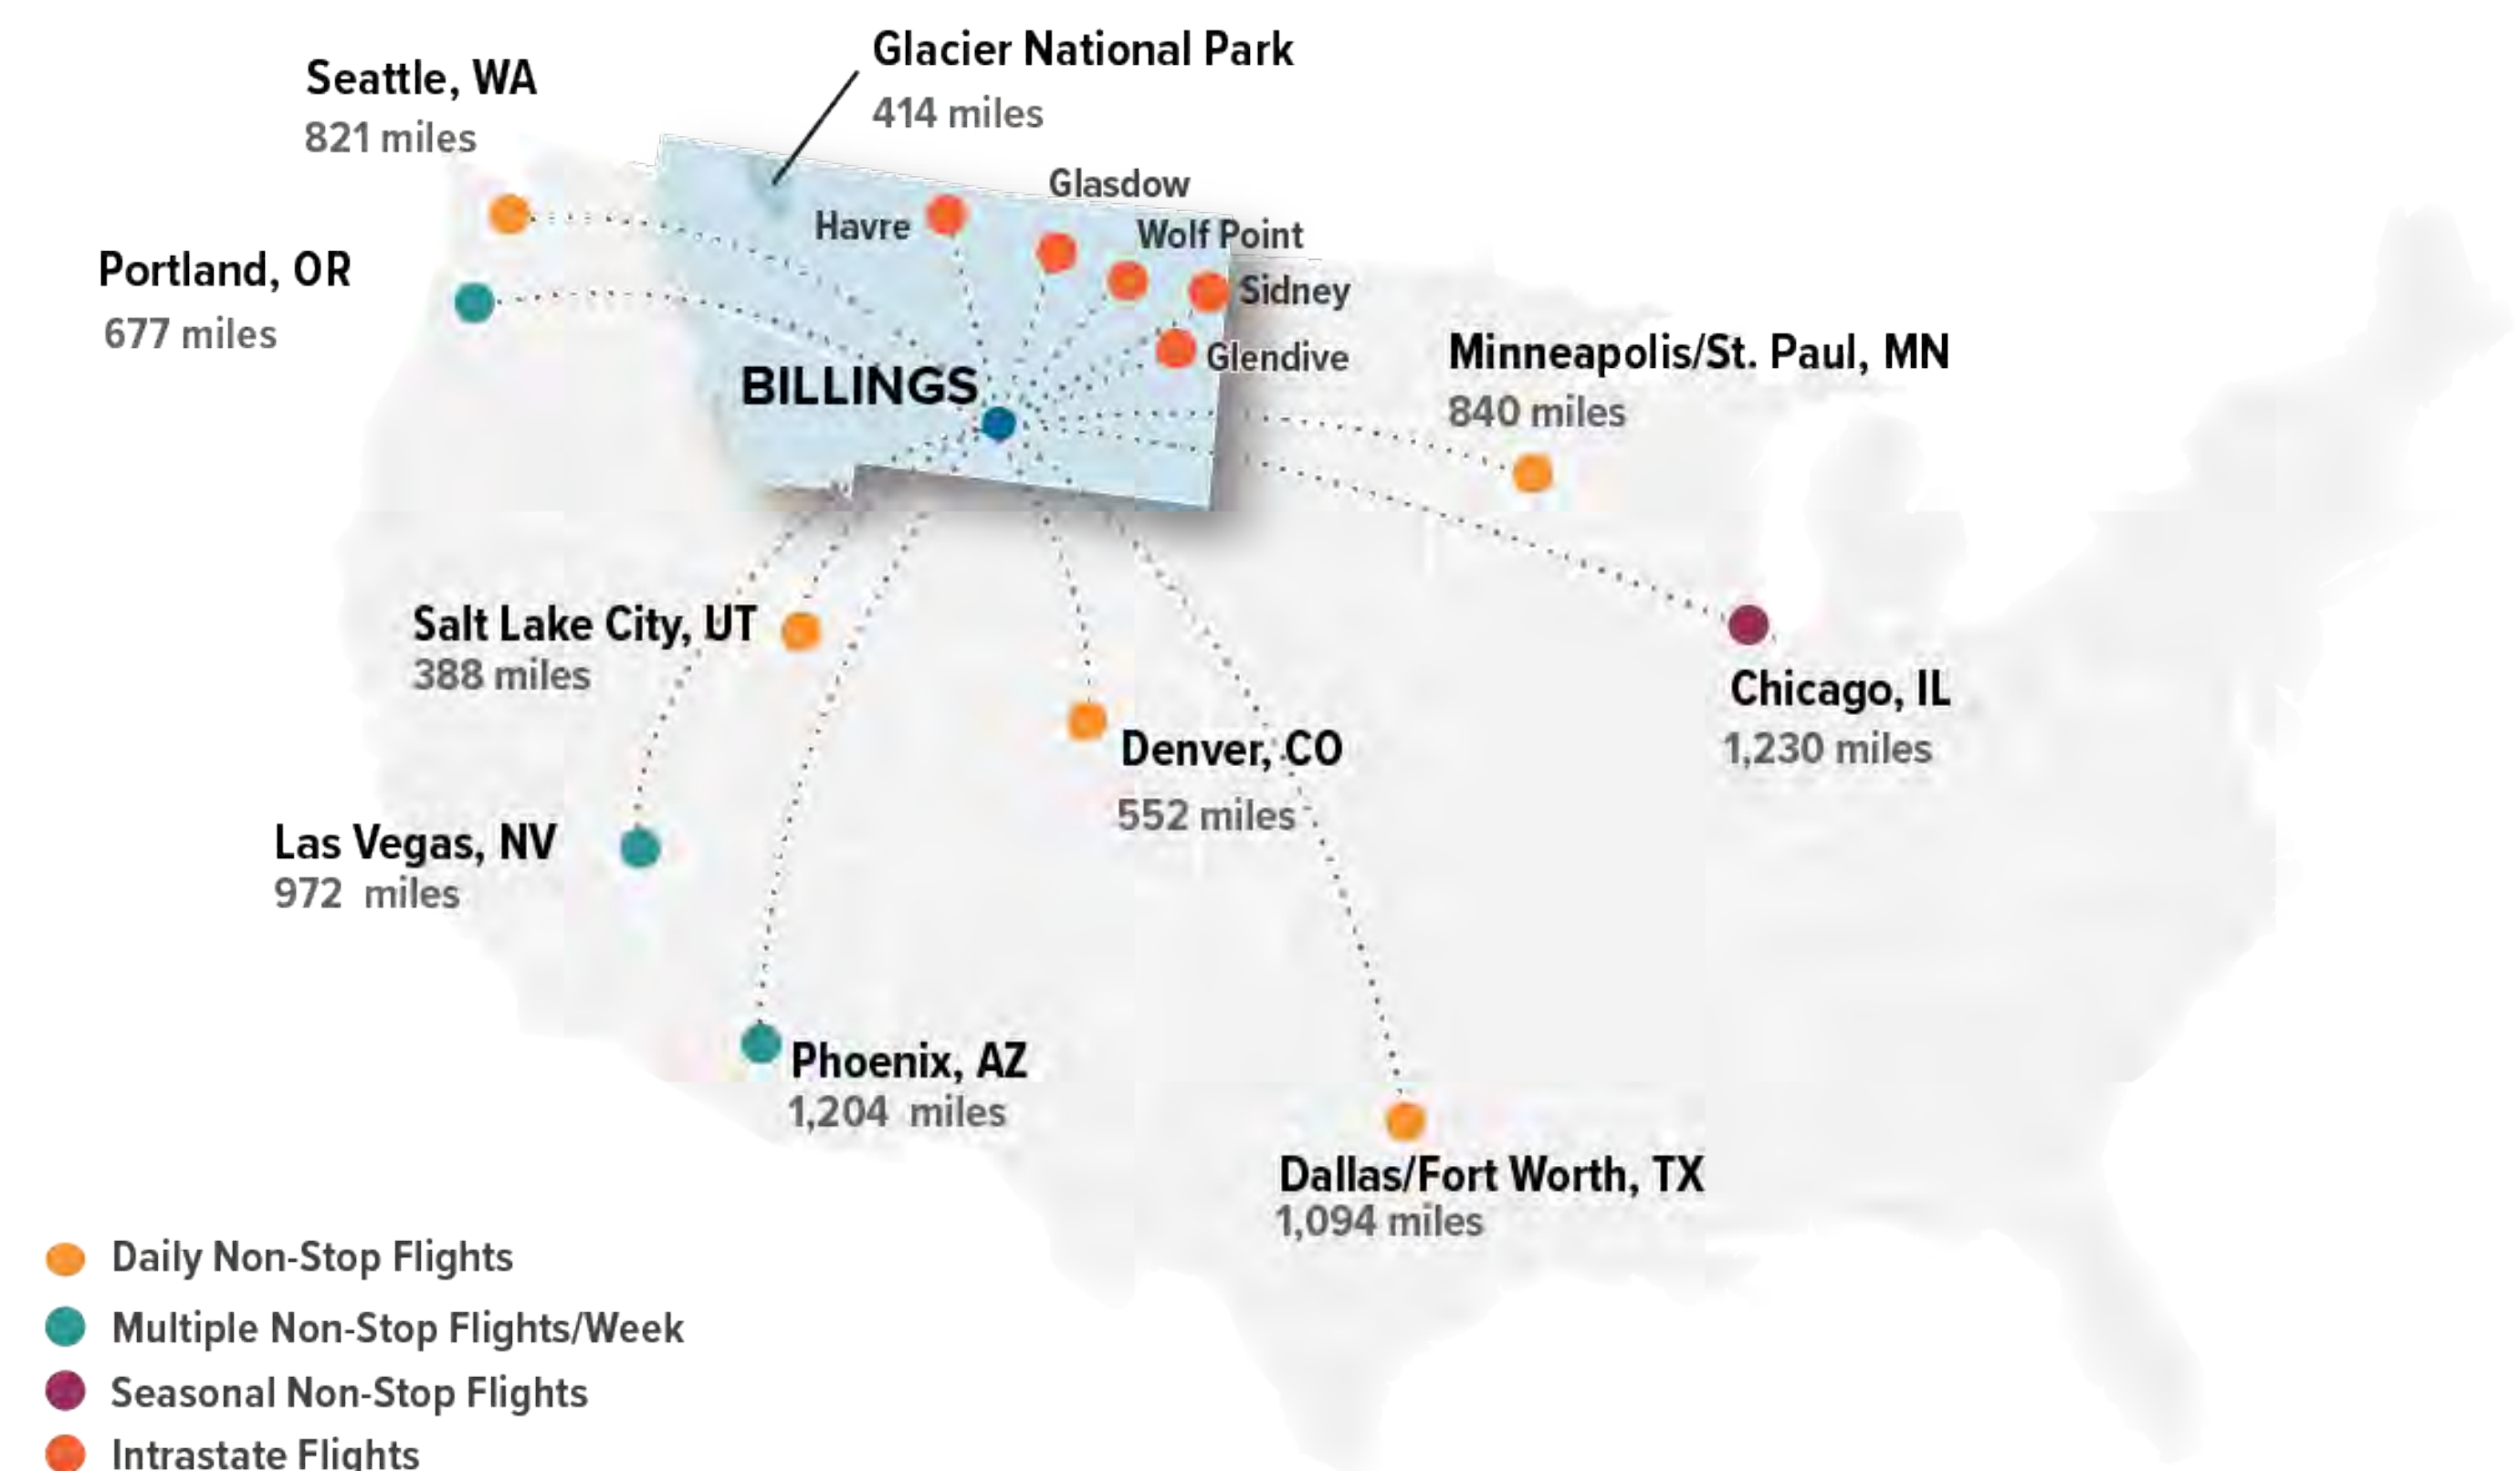 Glacier National Park
414 miles
Seattle, WA
821 miles
Glasdow
Havre
Wolf Point
Portland, OR
677 miles
Sidney
Glendive
Minneapolis/St. Paul, MN
840 miles
BILLINGS
Salt Lake City, UT
388 miles
Chicago, IL
1,230 miles
Denver, CO
552 miles
Las Vegas, NV
972 miles
Phoenix, AZ
1,204 miles
Dallas/Fort Worth, TX
1,094 miles
Daily Non-Stop Flights
Multiple Non-Stop Flights/Week
Seasonal Non-Stop Flights
Intrastate Flights